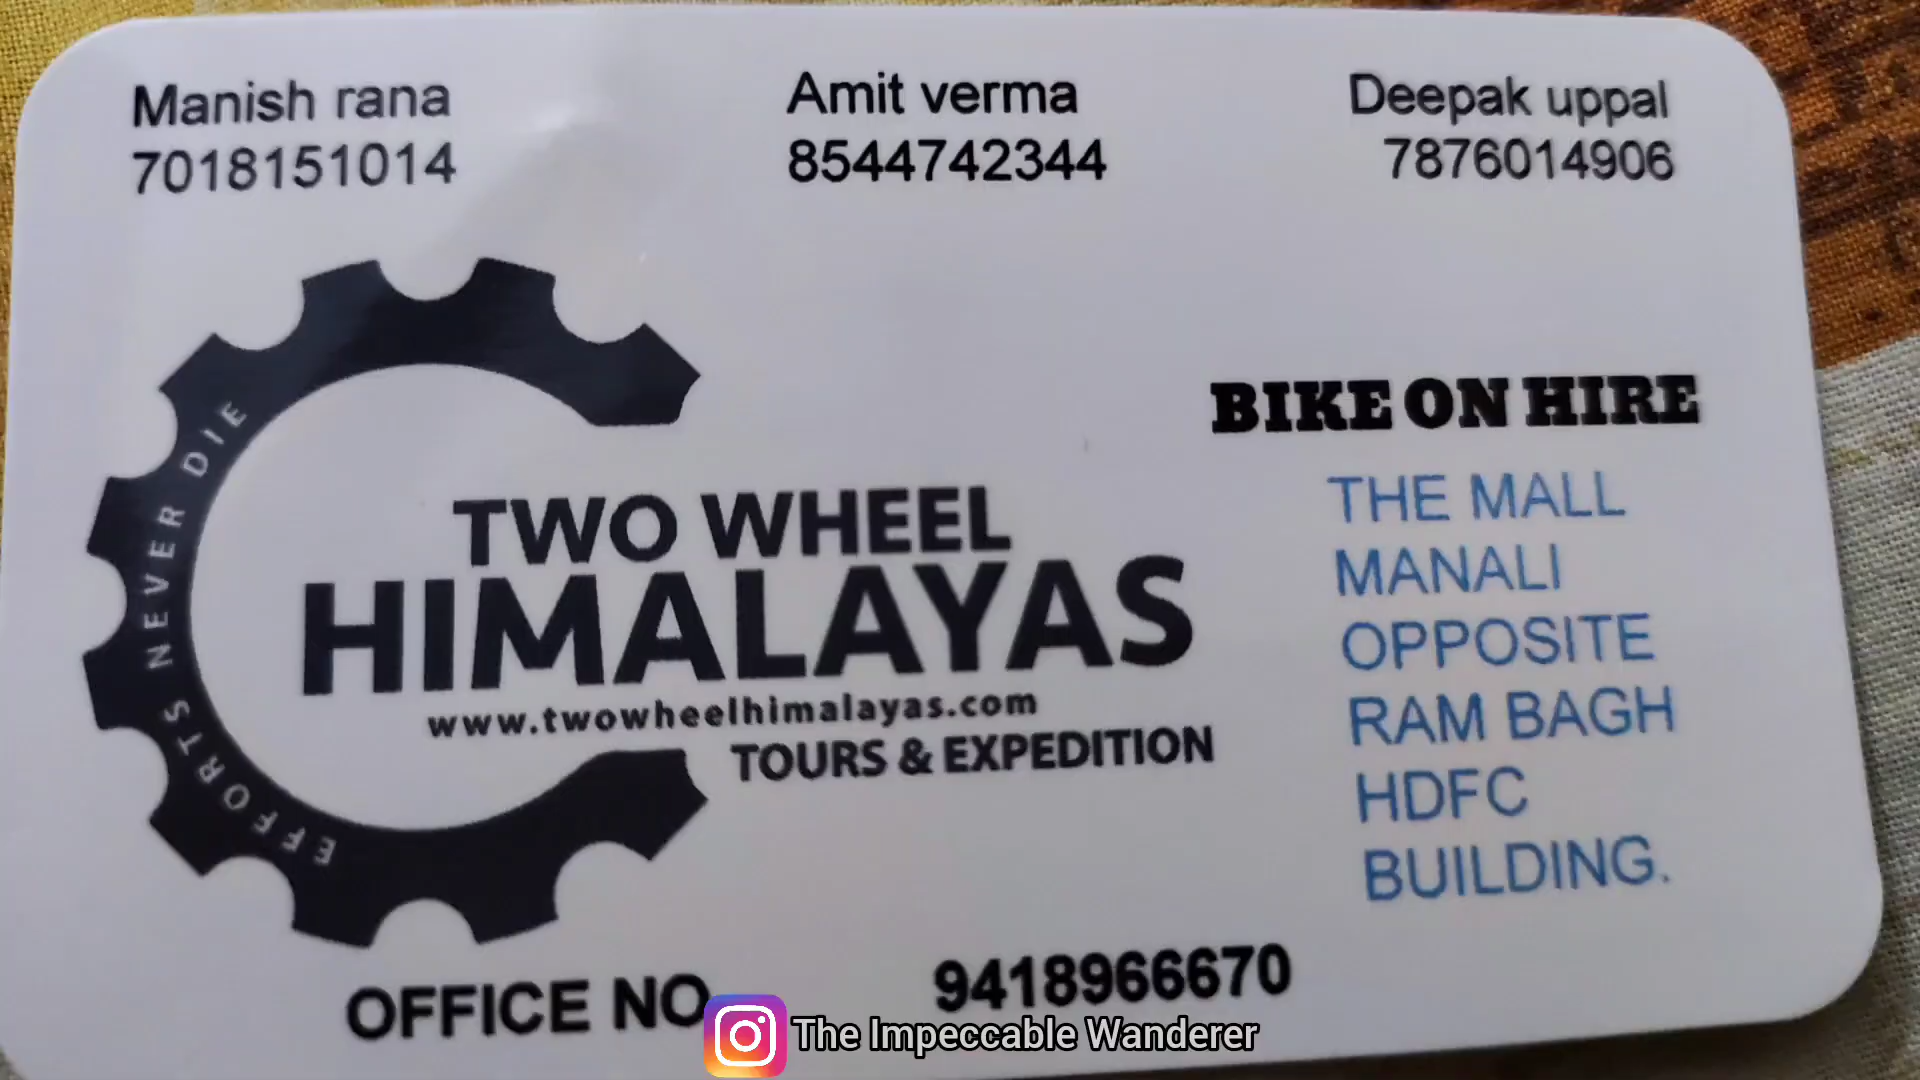 Manish rana
7018151014
Amit verma
8544742344
Deepak uppal
7876014906
EFFORTS NEVER DIE
TWO WHEEL
HIMALAYAS
www.twowheelhimalayas.com
TOURS & EXPEDITION
BIKE ON HIRE
THE MALL
MANALI
OPPOSITE
RAM BAGH
HDFC
BUILDING.
OFFICE NO
9418966670
The Impeccable Wanderer